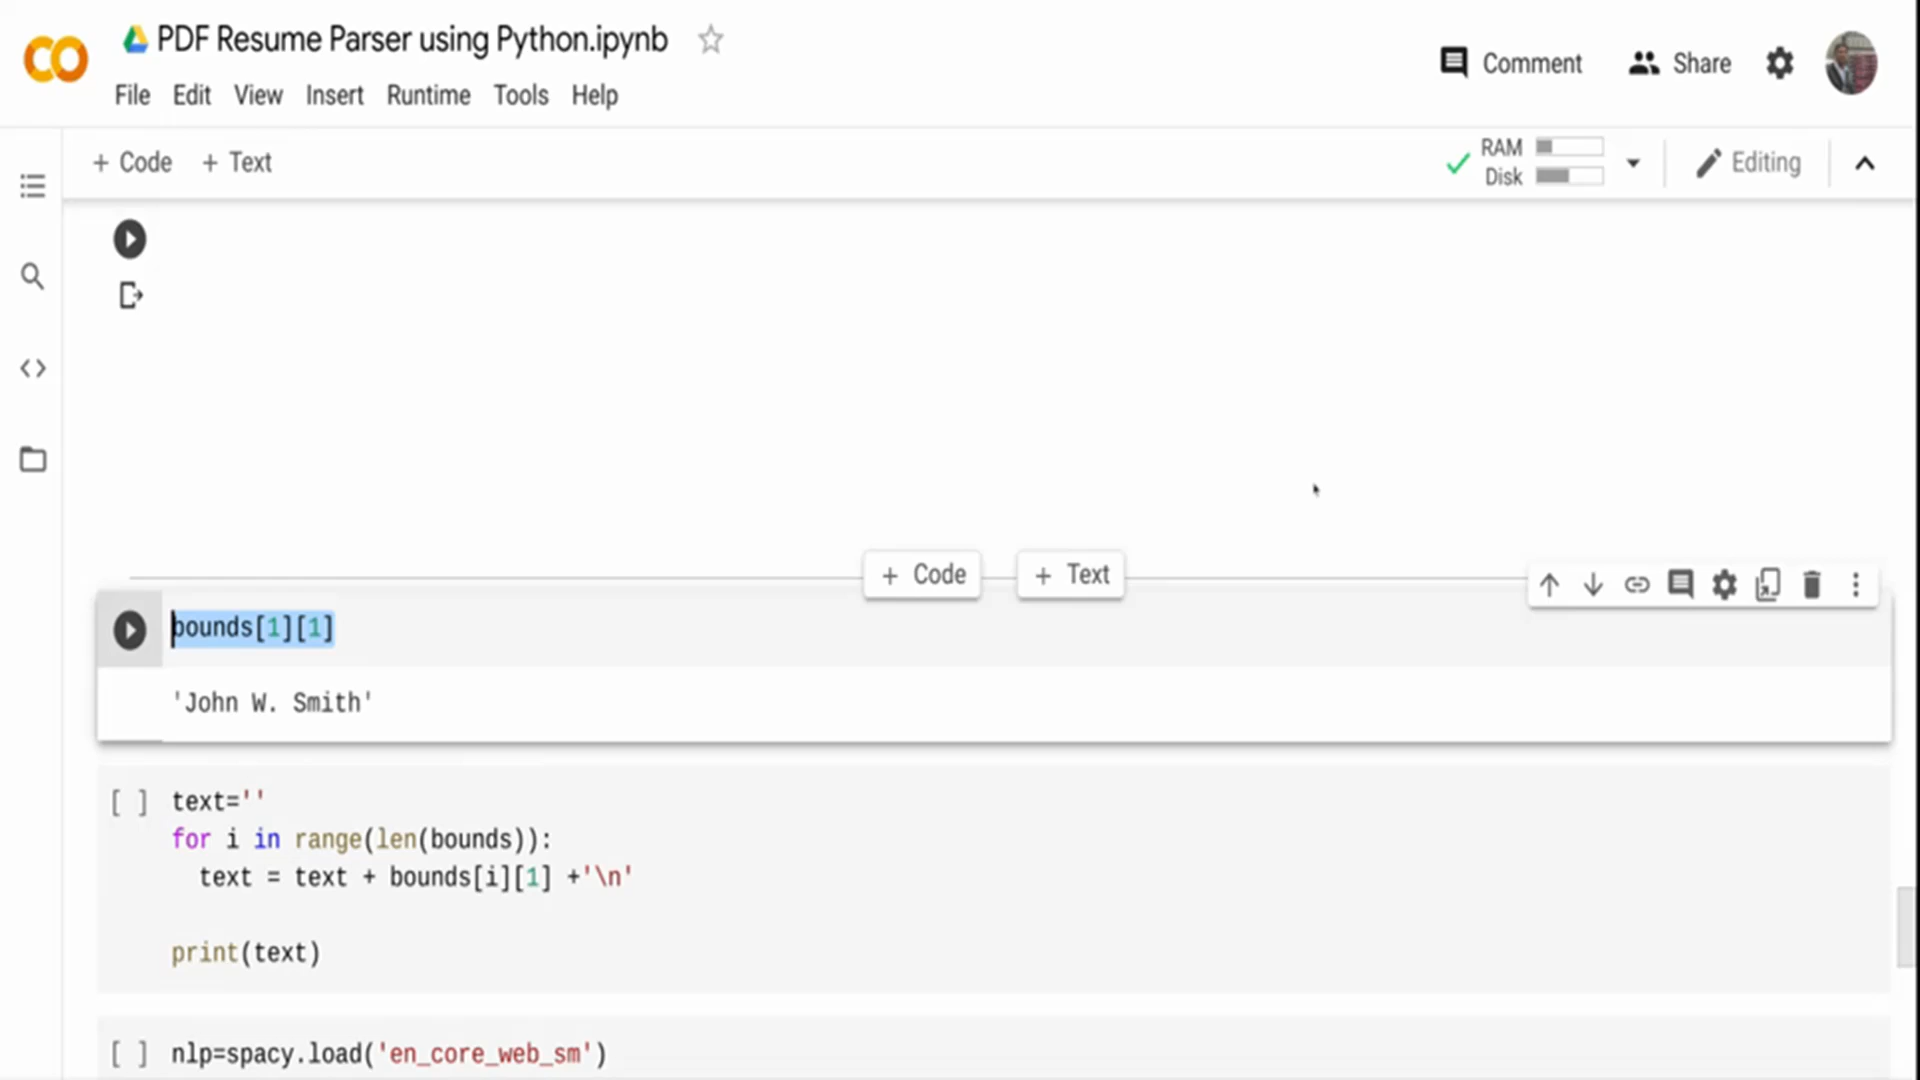 PDF Resume Parser using Python.ipynb
Comment
Share
File Edit View Insert Runtime Tools Help
+ Code + Text
RAM
Disk
Editing
+ Code + Text
bounds[1][1]
'John W. Smith'
[ ] text=''
for i in range(len(bounds)):
text = text + bounds[i][1] +'\n'
print(text)
[ ] nlp=spacy.load('en_core_web_sm')